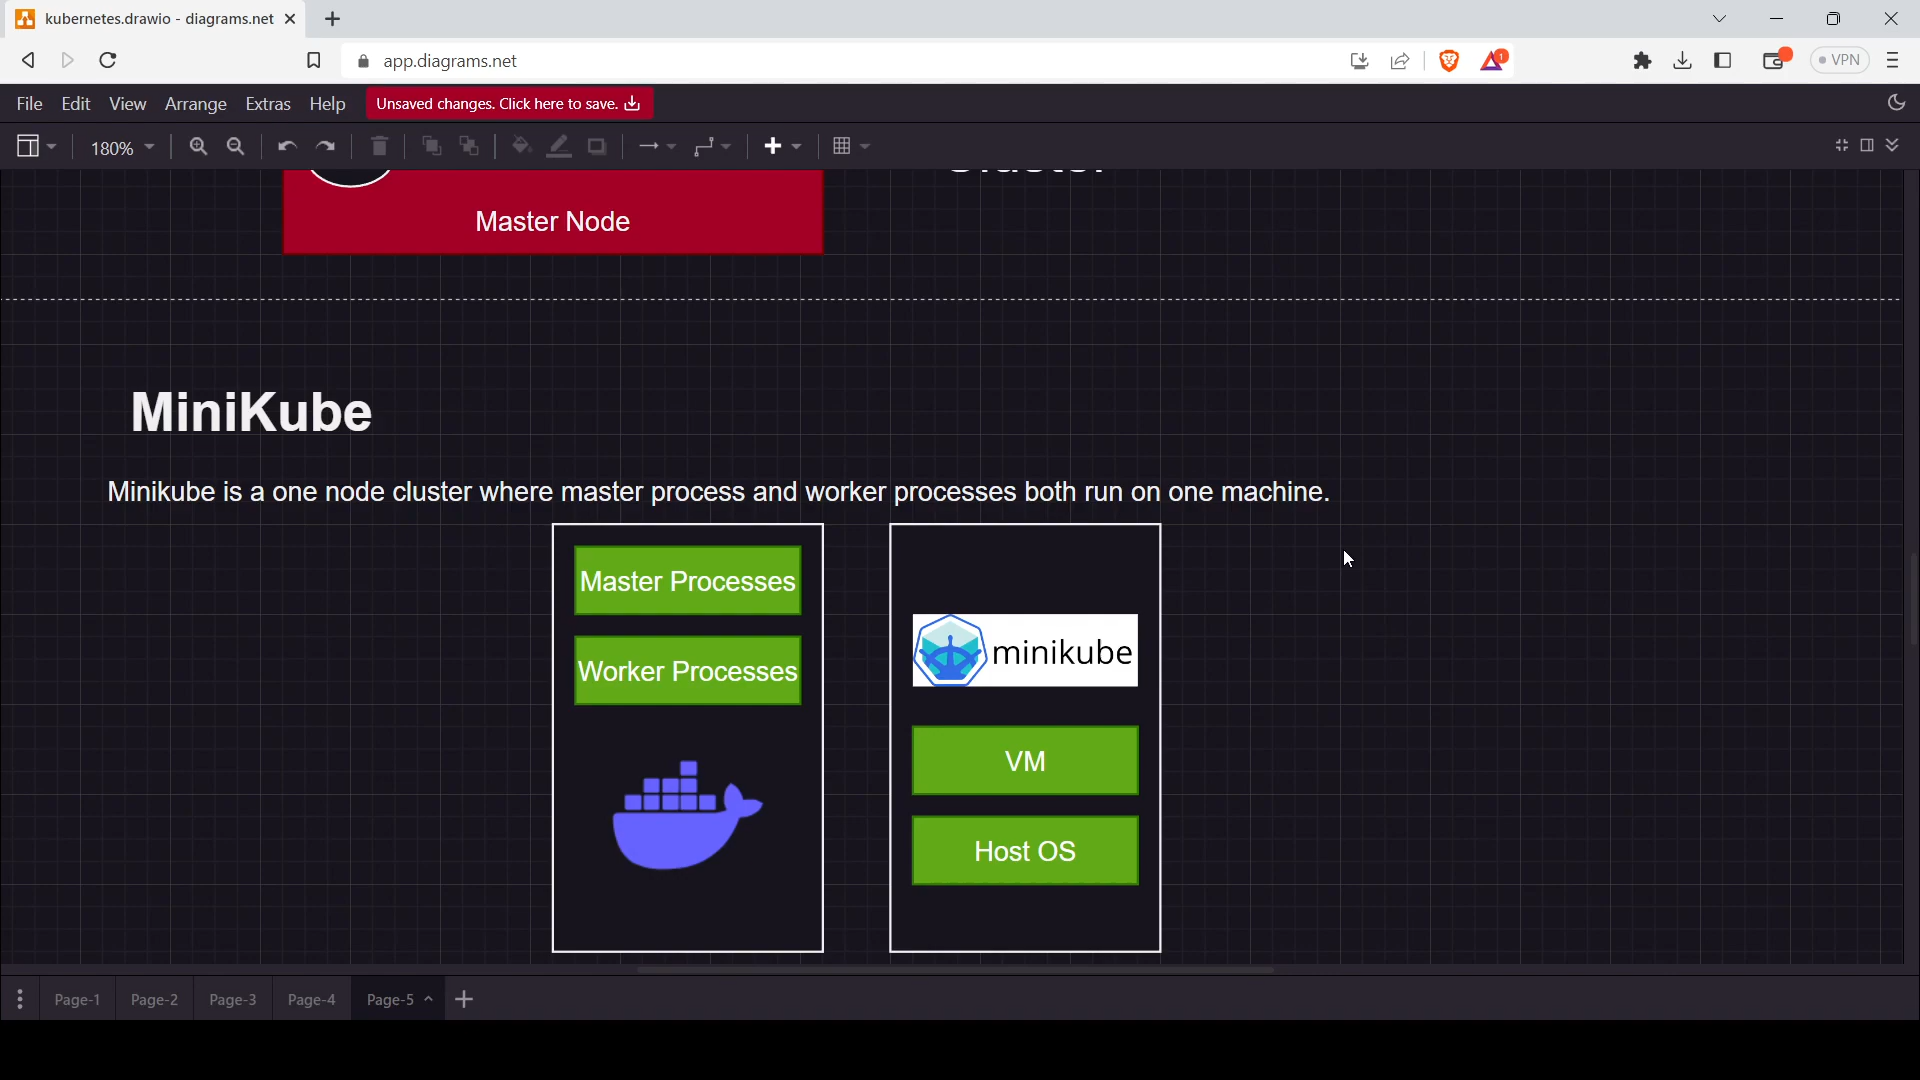 kubernetes.drawio - diagrams.net
app.diagrams.net
1
VPN
File Edit View Arrange Extras Help Unsaved changes. Click here to save.
180%
Master Node
MiniKube
Minikube is a one node cluster where master process and worker processes both run on one machine.
Master Processes
Worker Processes
minikube
VM
Host OS
Page-1 Page-2 Page-3 Page-4 Page-5